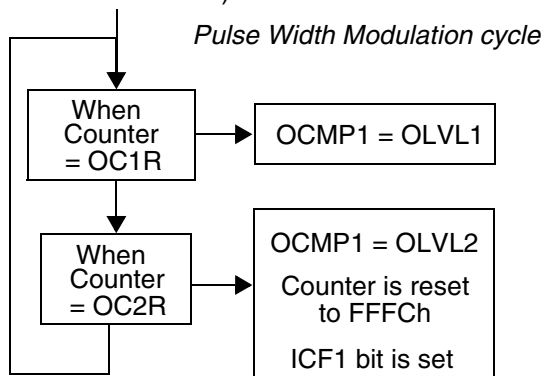 Pulse Width Modulation cycle
When
Counter
= OC1R
OCMP1 = OLVL1
When
Counter
= OC2R
OCMP1 = OLVL2
Counter is reset
to FFFCh
ICF1 bit is set